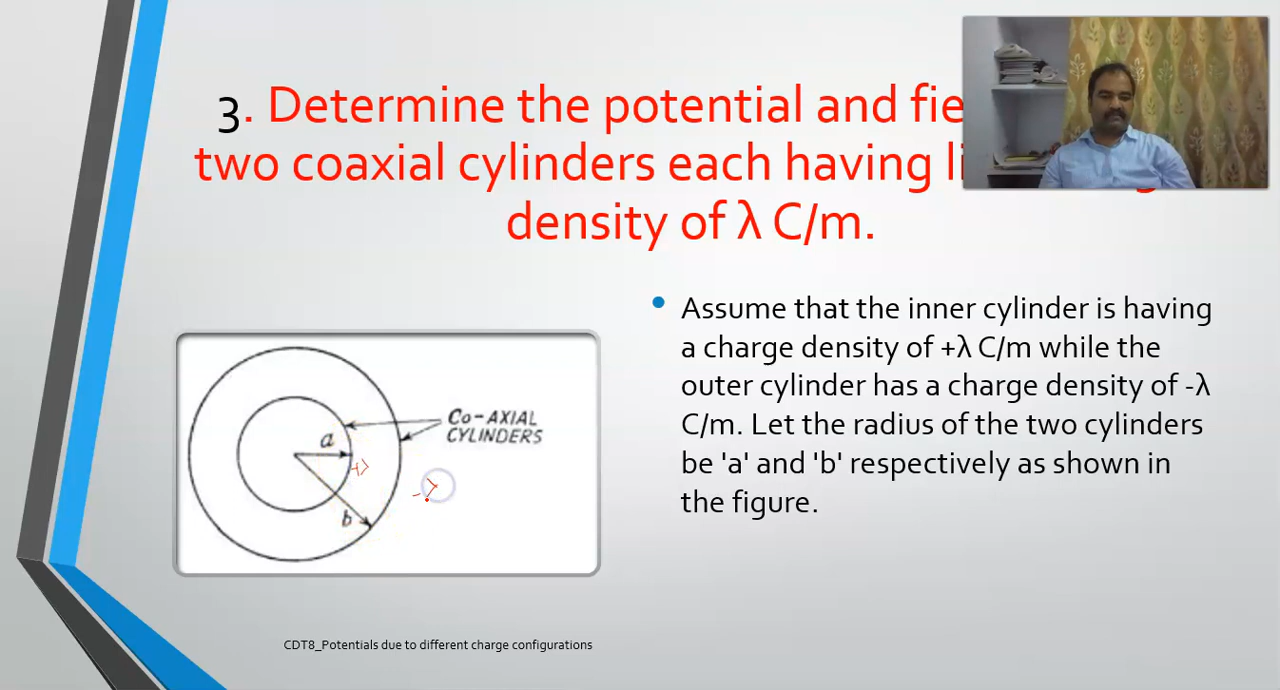 3. Determine the potential and fie
two coaxial cylinders each having li
density of λ C/m.
• Assume that the inner cylinder is having
a charge density of +λ C/m while the
outer cylinder has a charge density of -λ
C/m. Let the radius of the two cylinders
be 'a' and 'b' respectively as shown in
the figure.
CO-AXIAL
CYLINDERS
a
+λ
-λ
b
CDT8_Potentials due to different charge configurations